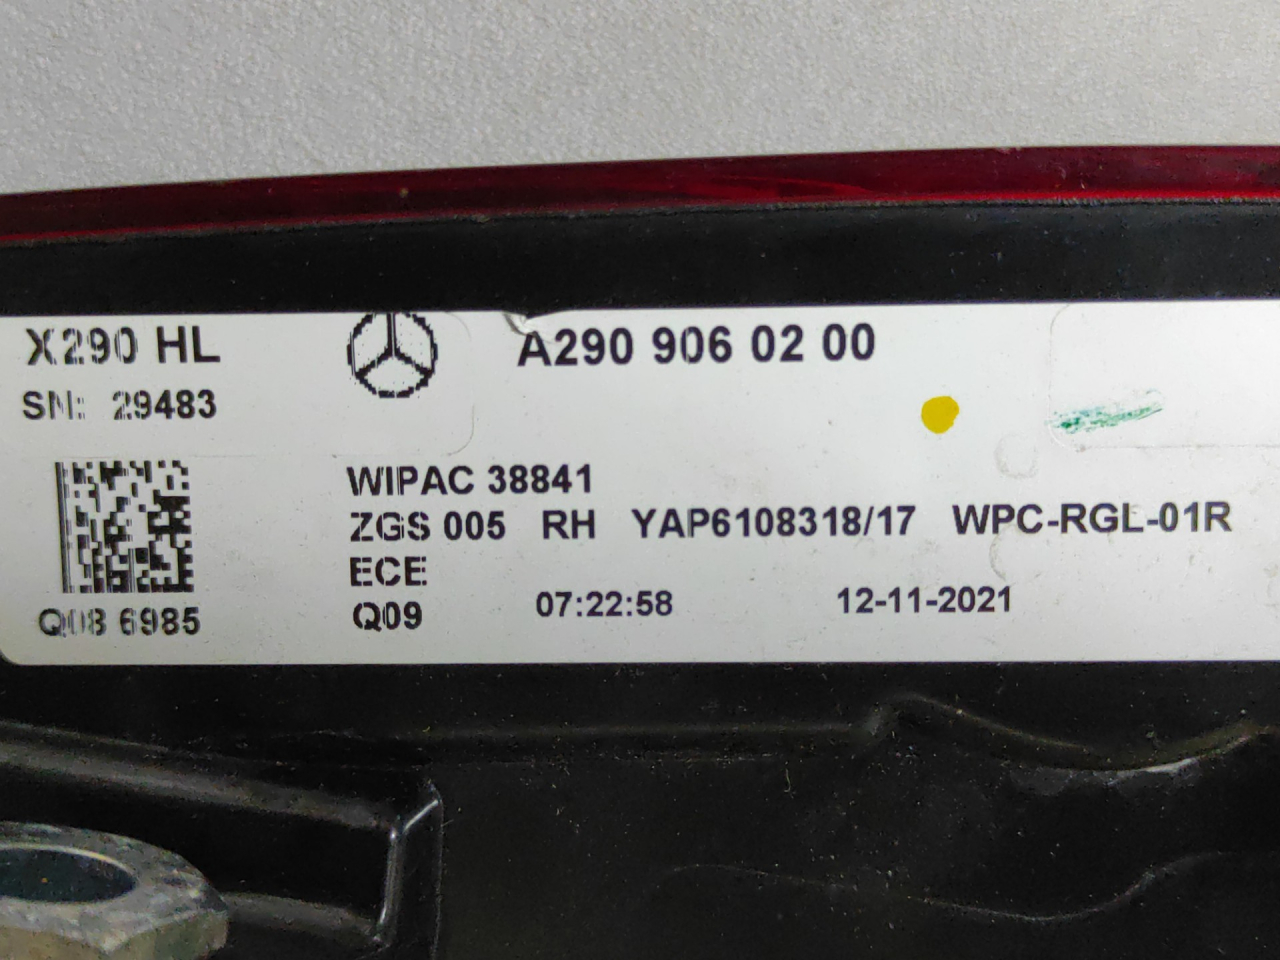 X290 HL A290 906 02 00
SN: 29483
WIPAC 38841
ZGS 005 RH YAP6108318/17 WPC-RGL-01R
ECE
Q08 6985 Q09 07:22:58 12-11-2021